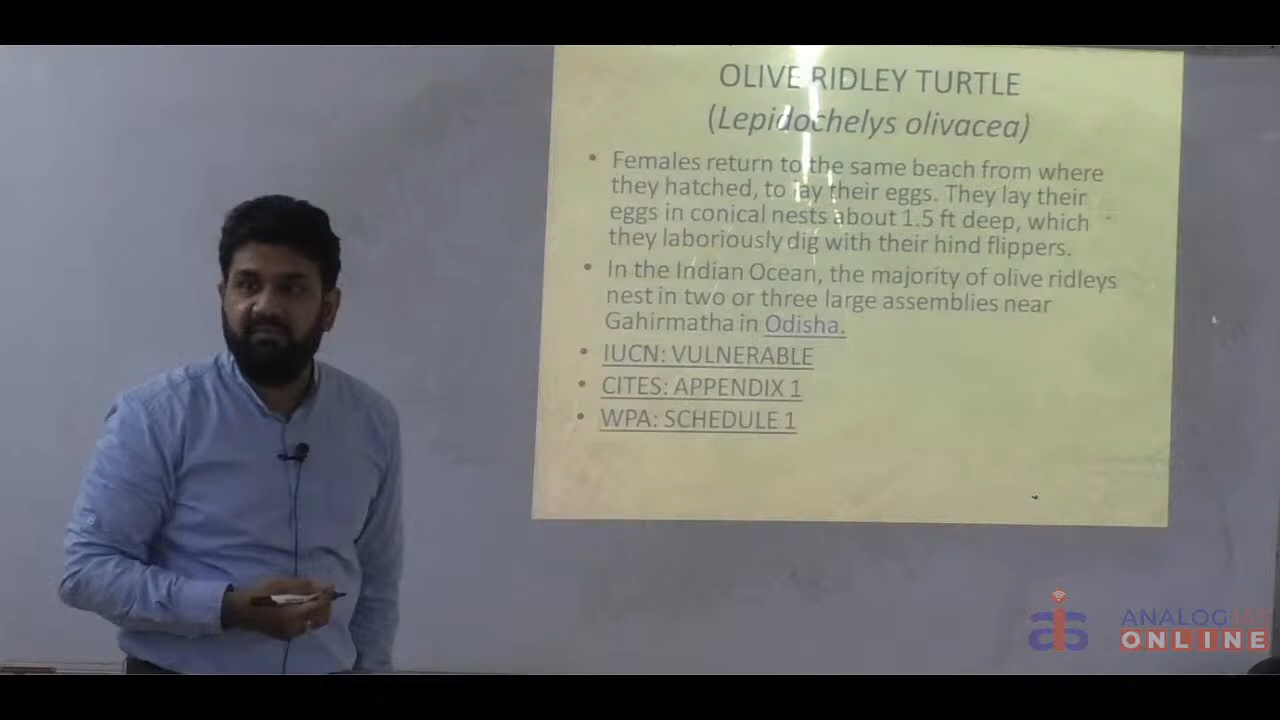 OLIVE RIDLEY TURTLE
(Lepidochelys olivacea)
• Females return to the same beach from where
they hatched, to lay their eggs. They lay their
eggs in conical nests about 1.5 ft deep, which
they laboriously dig with their hind flippers.
• In the Indian Ocean, the majority of olive ridleys
nest in two or three large assemblies near
Gahirmatha in Odisha.
• IUCN: VULNERABLE
• CITES: APPENDIX 1
• WPA: SCHEDULE 1
ais
ANALOGIAS
ONLINE